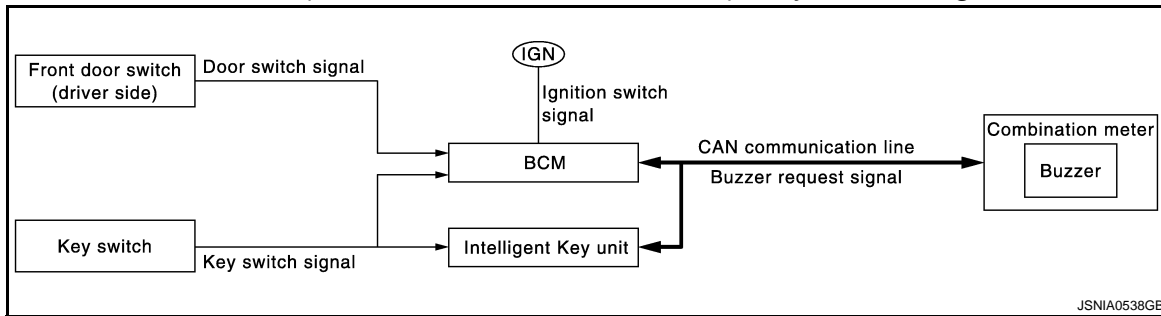 IGN
Front door switch
(driver side)
Door switch signal
Ignition switch
signal
BCM
CAN communication line
Buzzer request signal
Combination meter
Buzzer
Key switch
Key switch signal
Intelligent Key unit
JSNIA0538GB